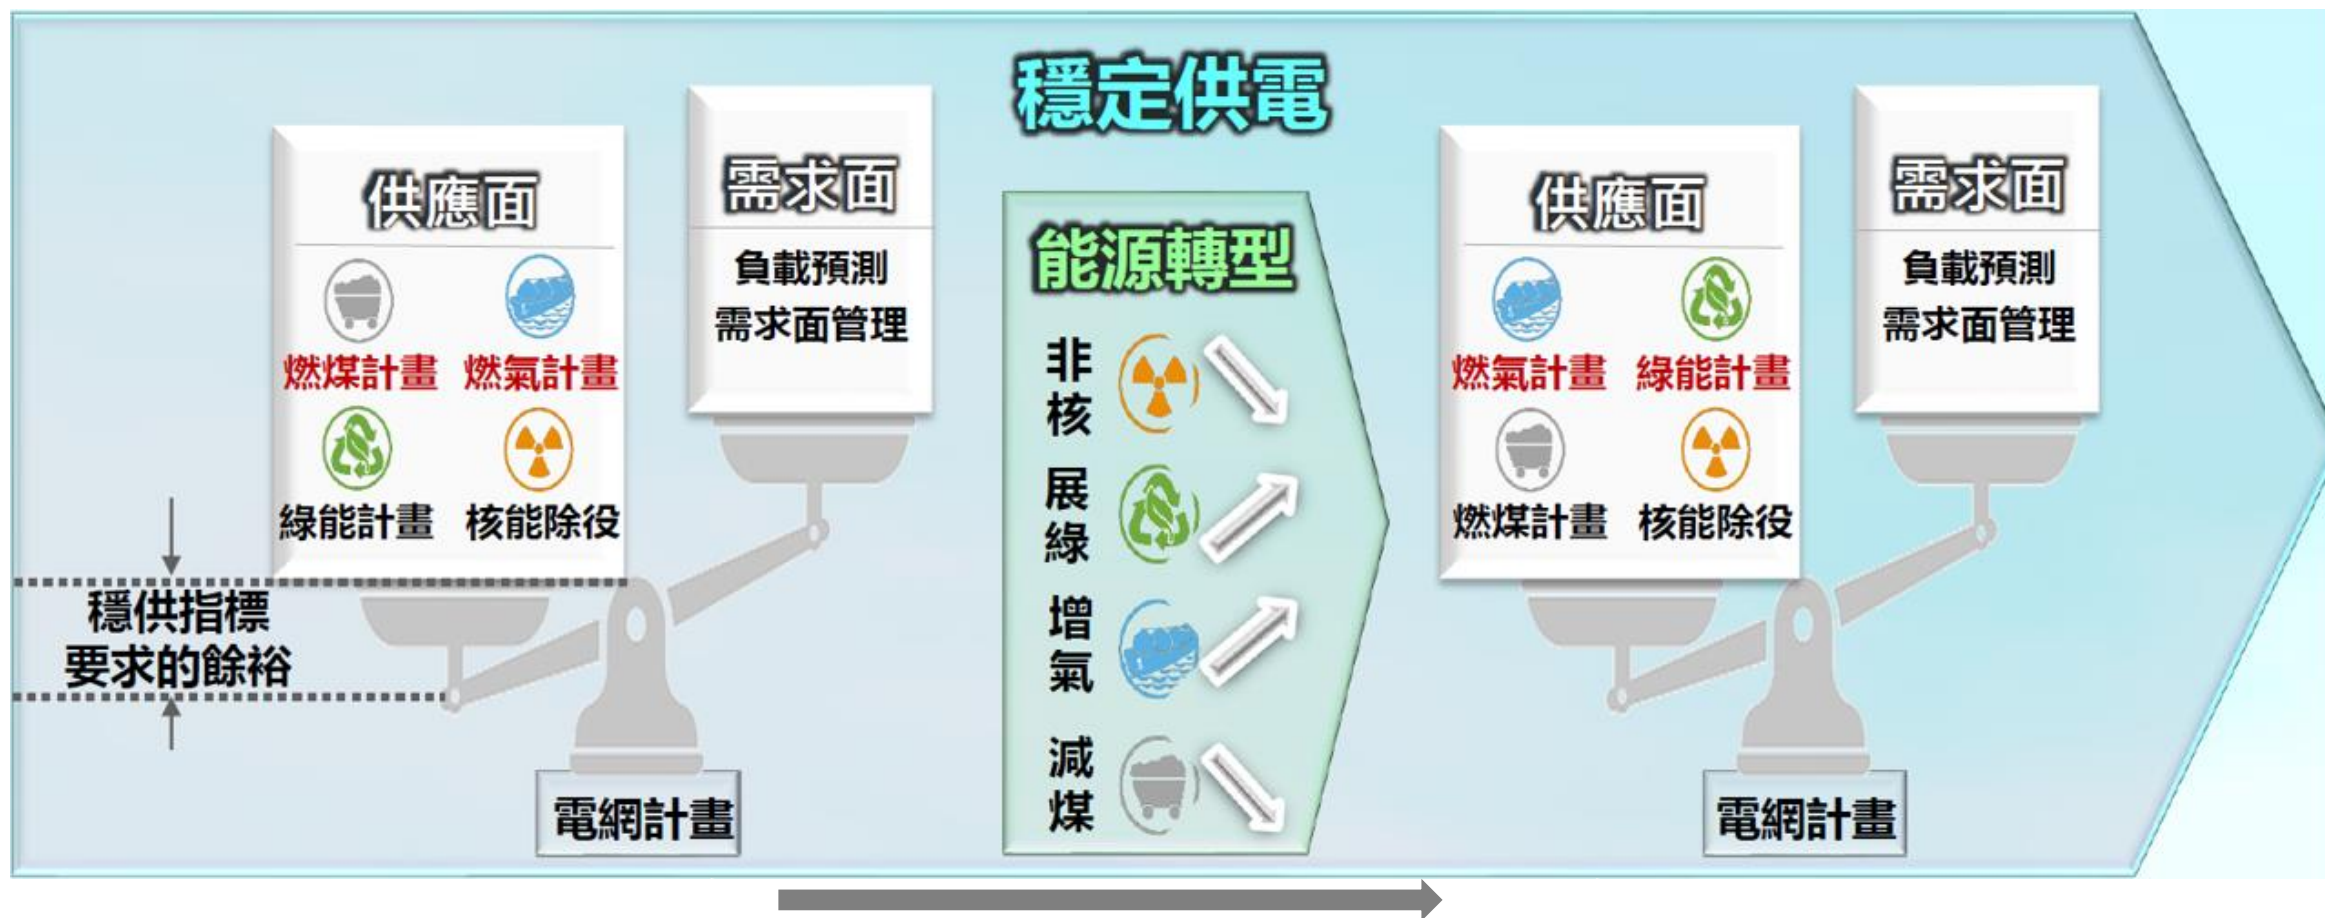 穩定供電
供應面
燃煤計畫 燃氣計畫
綠能計畫 核能除役
需求面
負載預測
需求面管理
穩供指標
要求的餘裕
電網計畫
能源轉型
非核
展綠
增氣
減煤
供應面
燃氣計畫 綠能計畫
燃煤計畫 核能除役
需求面
負載預測
需求面管理
電網計畫